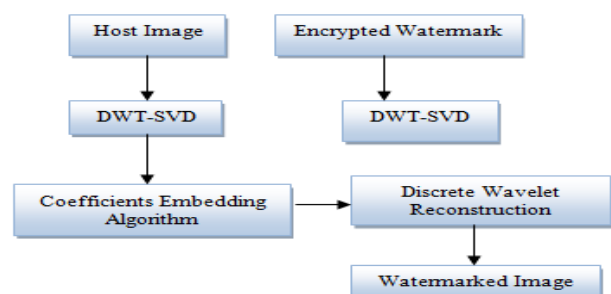 Host Image
Encrypted Watermark
DWT-SVD
DWT-SVD
Coefficients Embedding
Algorithm
Discrete Wavelet
Reconstruction
Watermarked Image